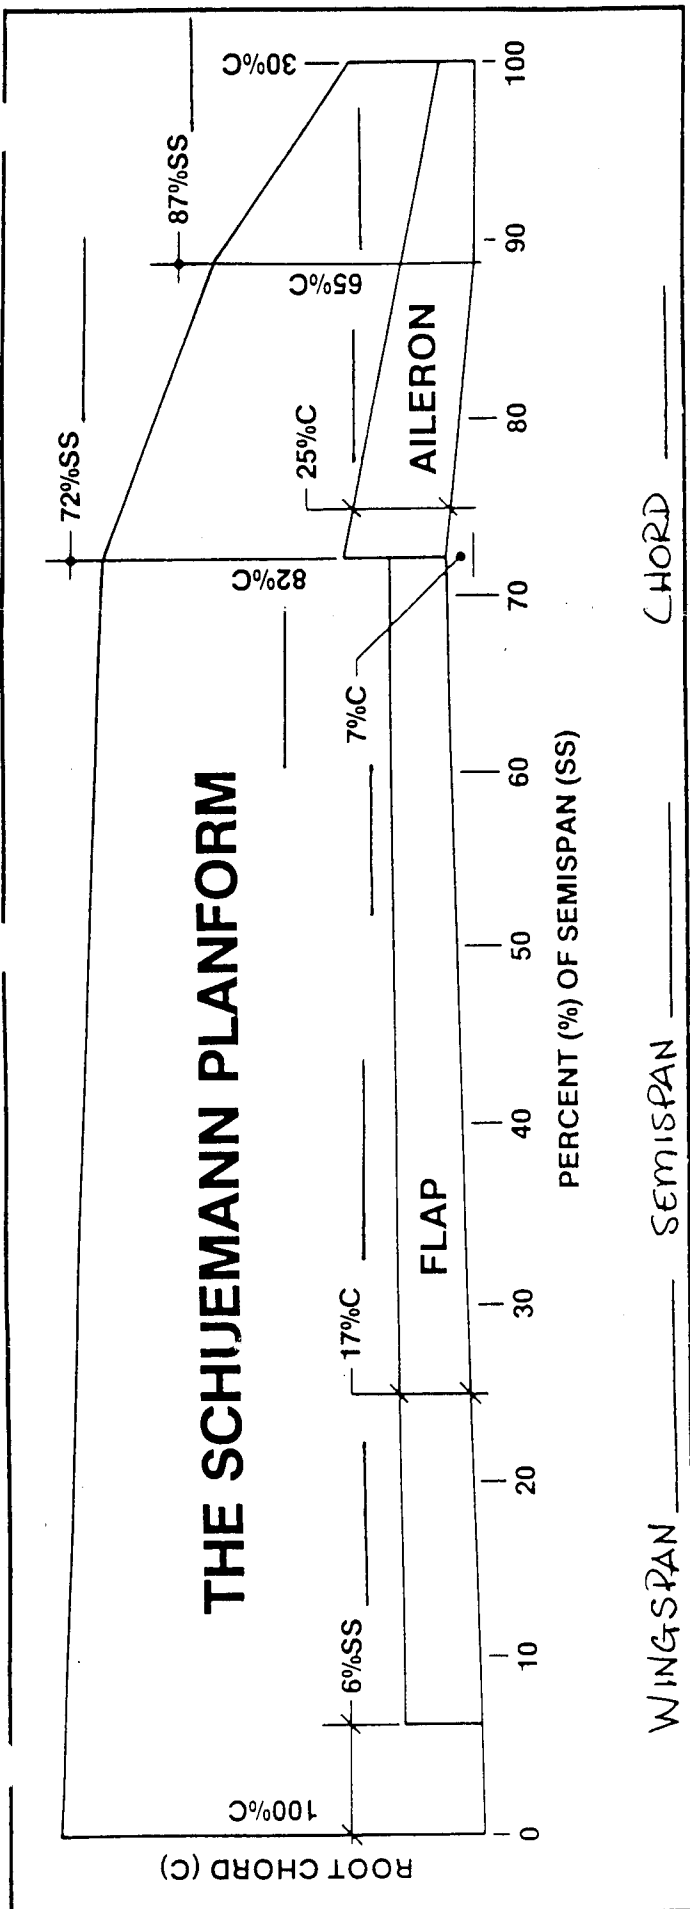 THE SCHUEMANN PLANFORM
72%SS
87%SS
30%C
82%C
65%C
25%C
7%C
17%C
6%SS
100%C
ROOT CHORD (C)
FLAP
AILERON
0 10 20 30 40 50 60 70 80 90 100
PERCENT (%) OF SEMISPAN (SS)
WINGSPAN SEMISPAN CHORD